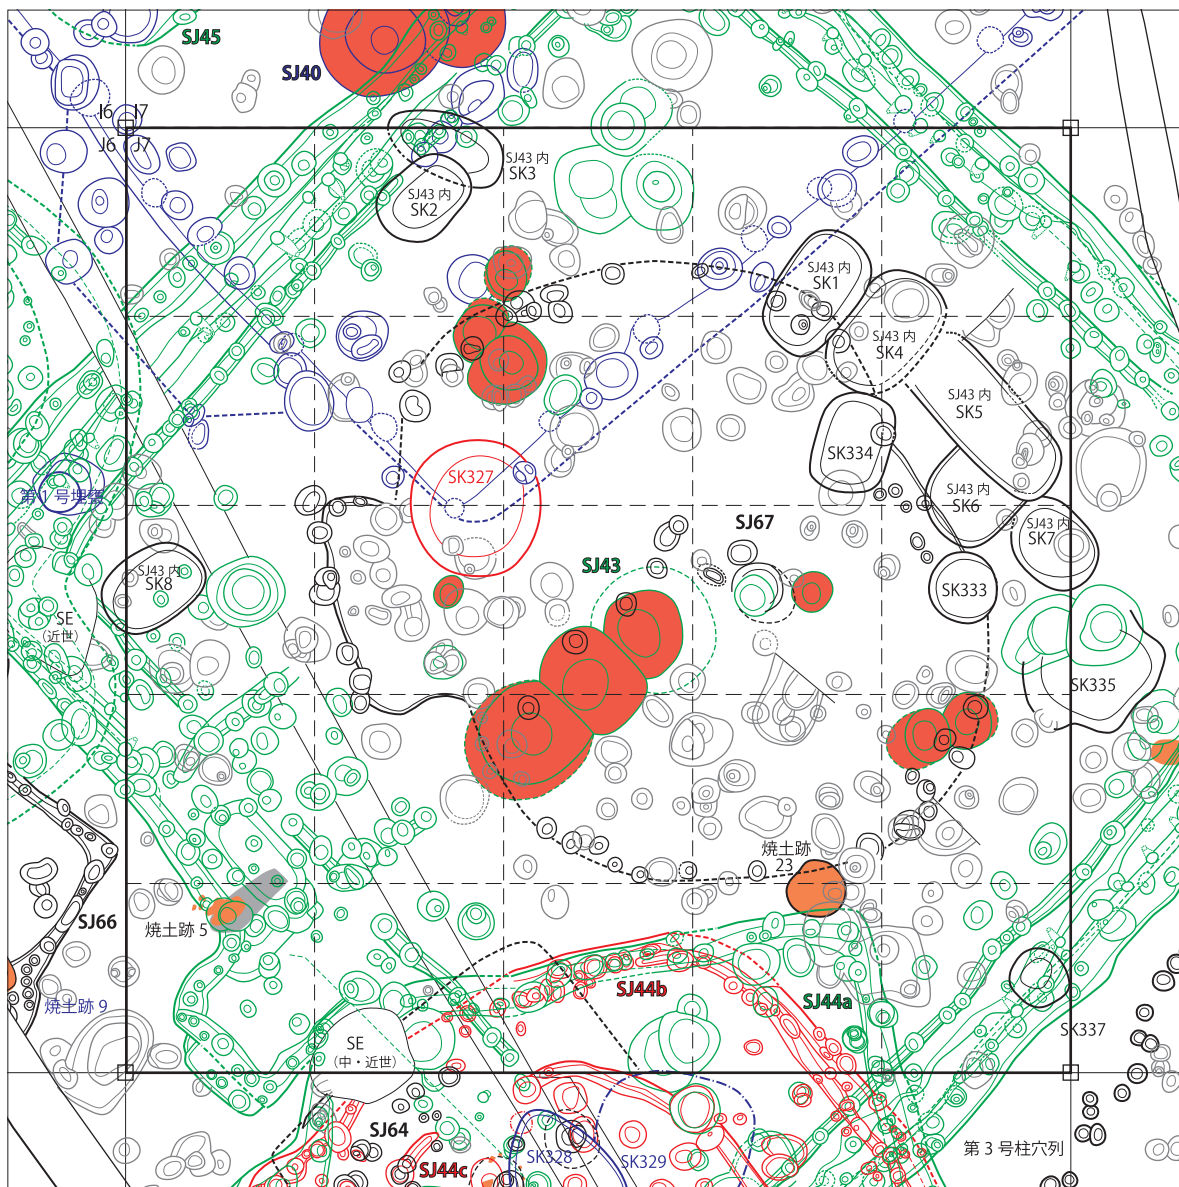 SJ45
SJ40
I6 I7
J6 J7
SJ43 内
SK3
SJ43 内
SK2
SJ43 内
SK1
SJ43 内
SK4
SJ43 内
SK5
SK334
SK327
第 1 号埋甕
SJ43 内
SK6
SJ67
SJ43 内
SK7
SJ43
SJ43 内
SK8
SK333
SE
（近世）
SK335
焼土跡
23
SJ66
焼土跡 5
SJ44b
SJ44a
焼土跡 9
SK337
SE
（中・近世）
SJ64
第 3 号柱穴列
SK328
SK329
SJ44c